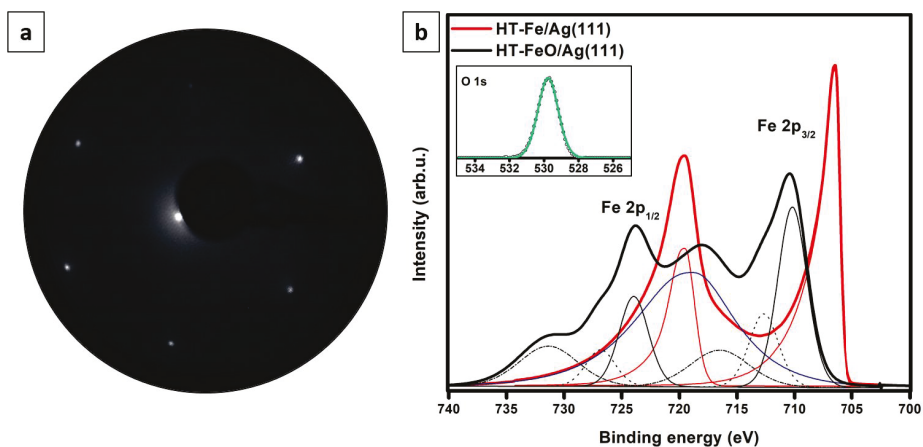 a
b
HT-Fe/Ag(111)
HT-FeO/Ag(111)
O 1s
534 532 530 528 526
Fe 2p3/2
Fe 2p1/2
Intensity (arb.u.)
740 735 730 725 720 715 710 705 700
Binding energy (eV)